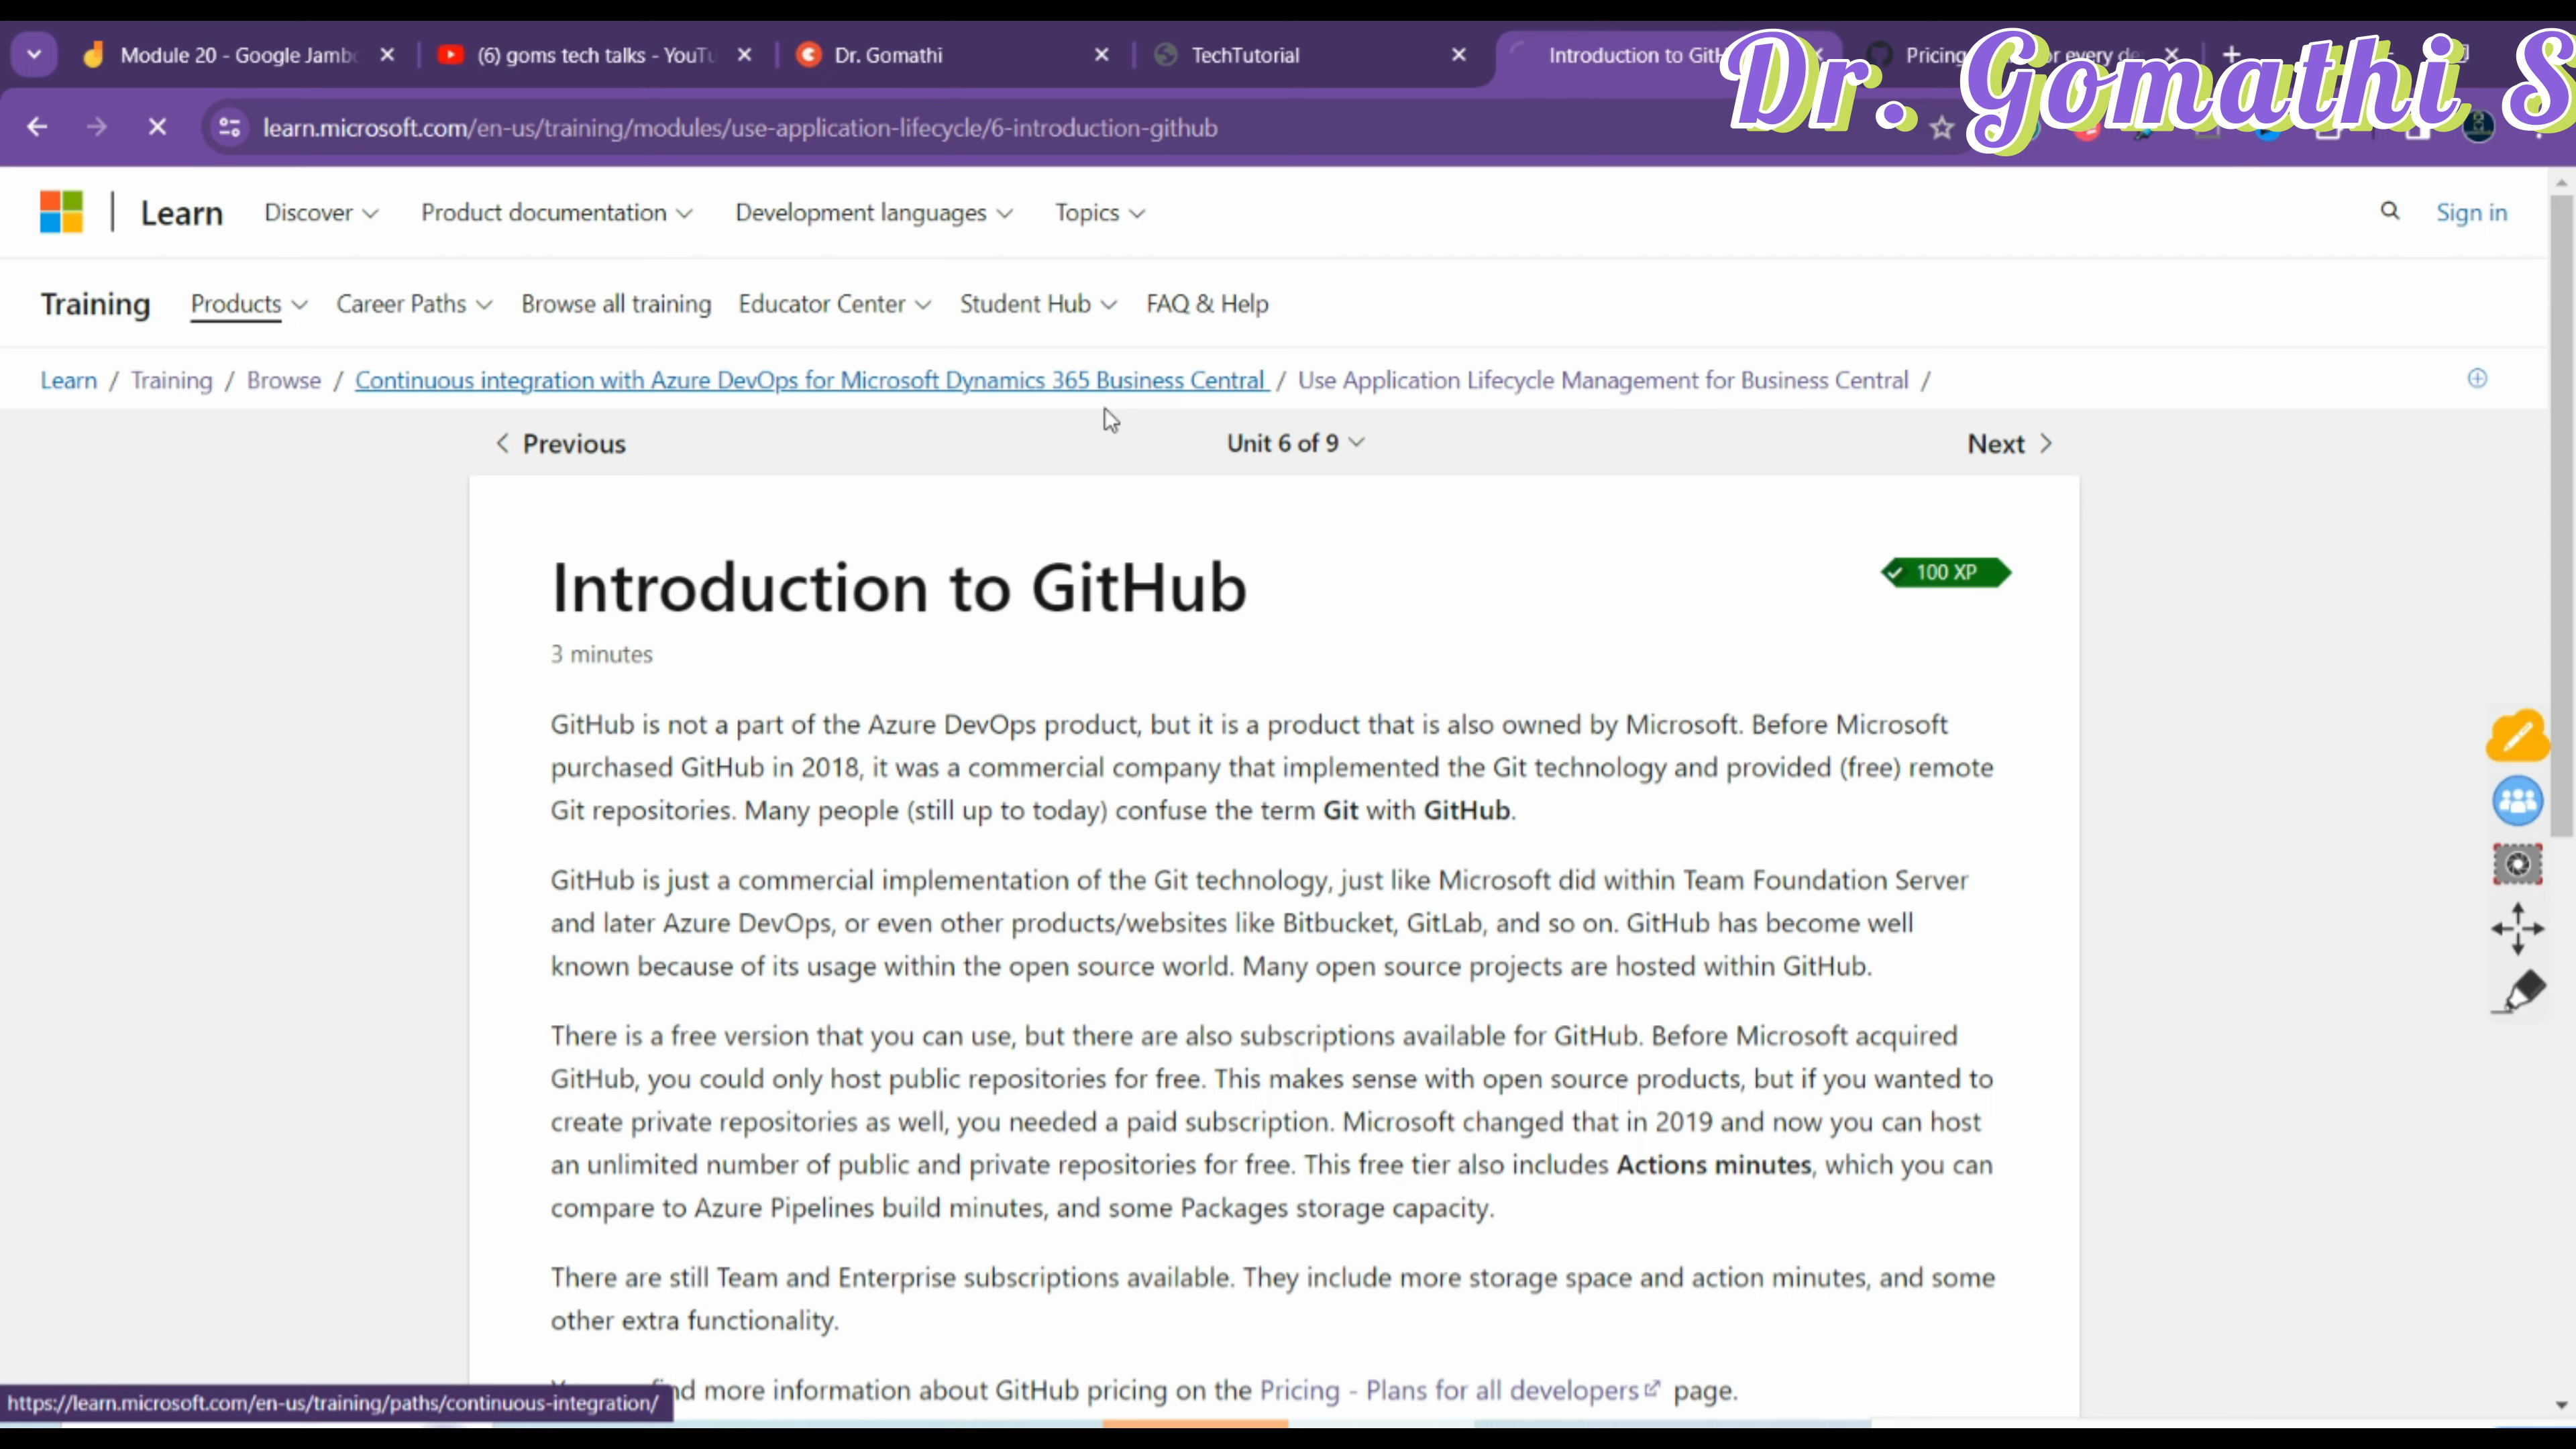 Module 20 - Google Jamb
(6) goms tech talks - YouTu
Dr. Gomathi
TechTutorial
Introduction to GitH
Pricing
or every de
Dr. Gomathi S
learn.microsoft.com/en-us/training/modules/use-application-lifecycle/6-introduction-github
Learn Discover Product documentation Development languages Topics Sign in
Training Products Career Paths Browse all training Educator Center Student Hub FAQ & Help
Learn / Training / Browse / Continuous integration with Azure DevOps for Microsoft Dynamics 365 Business Central / Use Application Lifecycle Management for Business Central /
Previous Unit 6 of 9 Next
Introduction to GitHub
100 XP
3 minutes
GitHub is not a part of the Azure DevOps product, but it is a product that is also owned by Microsoft. Before Microsoft
purchased GitHub in 2018, it was a commercial company that implemented the Git technology and provided (free) remote
Git repositories. Many people (still up to today) confuse the term Git with GitHub.
GitHub is just a commercial implementation of the Git technology, just like Microsoft did within Team Foundation Server
and later Azure DevOps, or even other products/websites like Bitbucket, GitLab, and so on. GitHub has become well
known because of its usage within the open source world. Many open source projects are hosted within GitHub.
There is a free version that you can use, but there are also subscriptions available for GitHub. Before Microsoft acquired
GitHub, you could only host public repositories for free. This makes sense with open source products, but if you wanted to
create private repositories as well, you needed a paid subscription. Microsoft changed that in 2019 and now you can host
an unlimited number of public and private repositories for free. This free tier also includes Actions minutes, which you can
compare to Azure Pipelines build minutes, and some Packages storage capacity.
There are still Team and Enterprise subscriptions available. They include more storage space and action minutes, and some
other extra functionality.
nd more information about GitHub pricing on the Pricing - Plans for all developers page.
https://learn.microsoft.com/en-us/training/paths/continuous-integration/